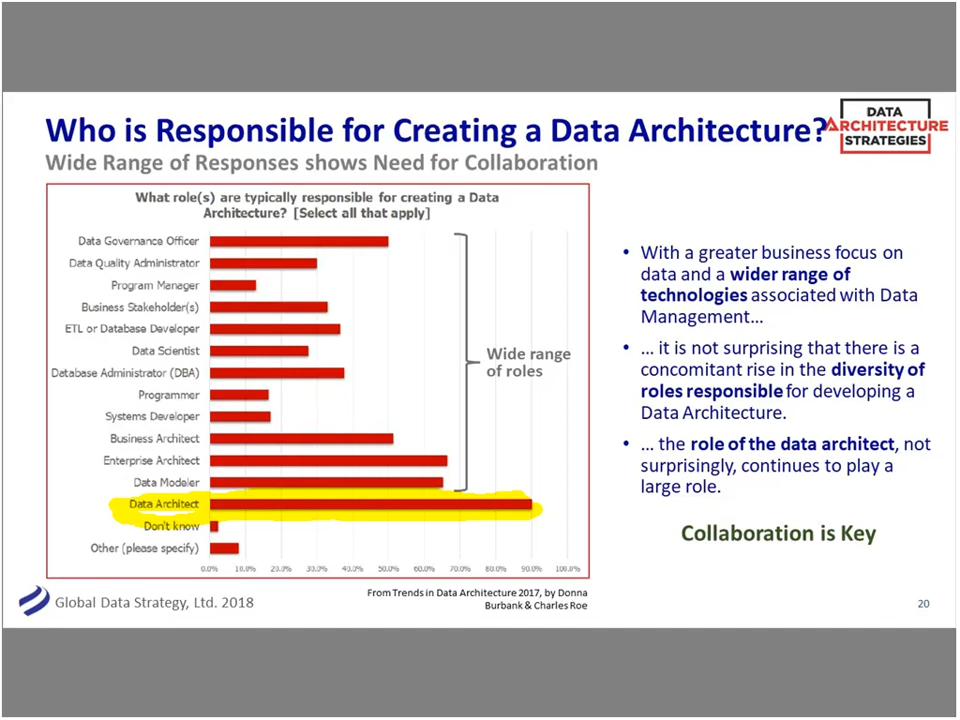 Who is Responsible for Creating a Data Architecture?
DATA
ARCHITECTURE
STRATEGIES
Wide Range of Responses shows Need for Collaboration
What role(s) are typically responsible for creating a Data
Architecture? [Select all that apply]
Data Governance Officer
Data Quality Administrator
Program Manager
Business Stakeholder(s)
ETL or Database Developer
Data Scientist
Database Administrator (DBA)
Programmer
Systems Developer
Business Architect
Enterprise Architect
Data Modeler
Data Architect
Don't know
Other (please specify)
0.0% 10.0% 20.0% 30.0% 40.0% 50.0% 60.0% 70.0% 80.0% 90.0% 100.0%
Wide range
of roles
• With a greater business focus on
data and a wider range of
technologies associated with Data
Management...
• ... it is not surprising that there is a
concomitant rise in the diversity of
roles responsible for developing a
Data Architecture.
• ... the role of the data architect, not
surprisingly, continues to play a
large role.
Collaboration is Key
From Trends in Data Architecture 2017, by Donna
Burbank & Charles Roe
Global Data Strategy, Ltd. 2018
20